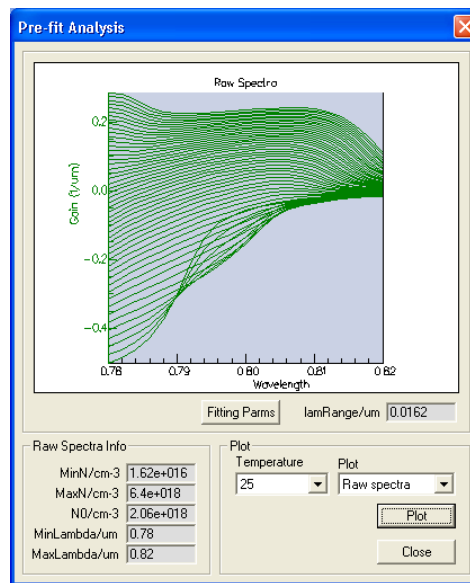 Pre-fit Analysis
Raw Spectra
0.2
0.0
-0.2
-0.4
Gain (1/um)
0.78 0.79 0.80 0.81 0.82
Wavelength
Fitting Parms lamRange/um 0.0162
Raw Spectra Info
MinN/cm-3 1.62e+016
MaxN/cm-3 6.4e+018
N0/cm-3 2.06e+018
MinLambda/um 0.78
MaxLambda/um 0.82
Plot
Temperature Plot
25 Raw spectra
Plot
Close